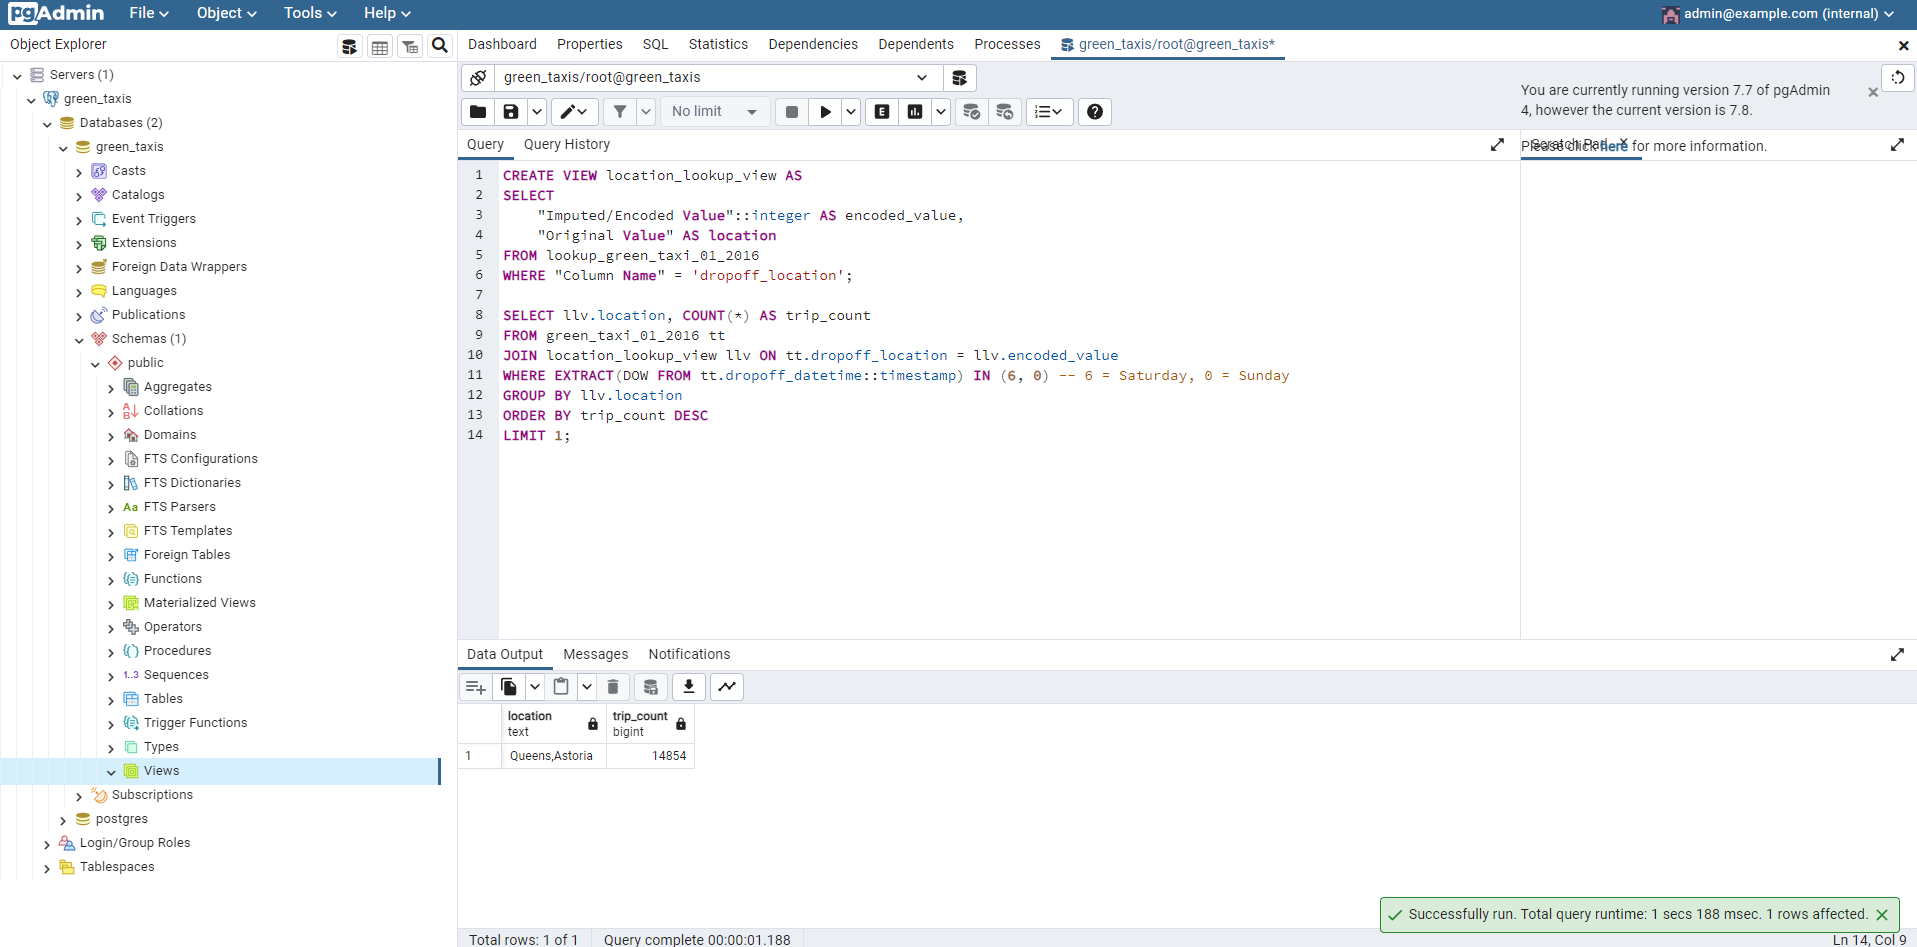 pgAdmin File Object Tools Help admin@example.com (internal)
Object Explorer
Dashboard Properties SQL Statistics Dependencies Dependents Processes green_taxis/root@green_taxis*
Servers (1)
green_taxis
Databases (2)
green_taxis
Casts
Catalogs
Event Triggers
Extensions
Foreign Data Wrappers
Languages
Publications
Schemas (1)
public
Aggregates
Collations
Domains
FTS Configurations
FTS Dictionaries
Aa FTS Parsers
FTS Templates
Foreign Tables
Functions
Materialized Views
Operators
Procedures
1..3 Sequences
Tables
Trigger Functions
Types
Views
Subscriptions
postgres
Login/Group Roles
Tablespaces
green_taxis/root@green_taxis
No limit E
You are currently running version 7.7 of pgAdmin
4, however the current version is 7.8.
Please click here for more information.
Query Query History
Scratch Pad
1 CREATE VIEW location_lookup_view AS
2 SELECT
3 "Imputed/Encoded Value"::integer AS encoded_value,
4 "Original Value" AS location
5 FROM lookup_green_taxi_01_2016
6 WHERE "Column Name" = 'dropoff_location';
7
8 SELECT llv.location, COUNT(*) AS trip_count
9 FROM green_taxi_01_2016 tt
10 JOIN location_lookup_view llv ON tt.dropoff_location = llv.encoded_value
11 WHERE EXTRACT(DOW FROM tt.dropoff_datetime::timestamp) IN (6, 0) -- 6 = Saturday, 0 = Sunday
12 GROUP BY llv.location
13 ORDER BY trip_count DESC
14 LIMIT 1;
Data Output Messages Notifications
location trip_count
text bigint
1 Queens,Astoria 14854
Successfully run. Total query runtime: 1 secs 188 msec. 1 rows affected.
Total rows: 1 of 1 Query complete 00:00:01.188 Ln 14, Col 9